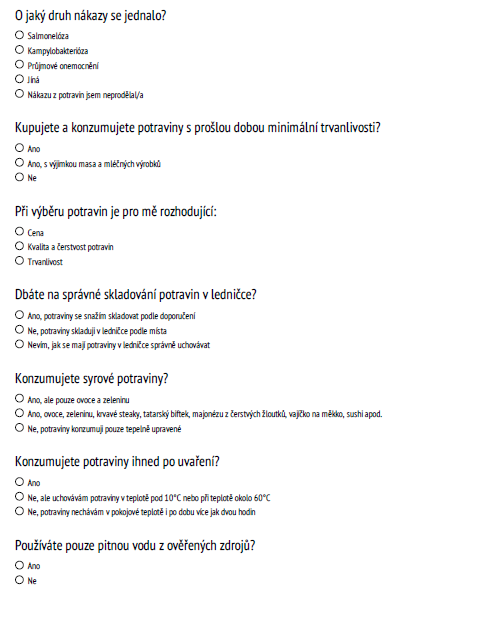 O jaký druh nákazy se jednalo?
Salmonelóza
Kampylobakterióza
Průjmové onemocnění
Jiná
Nákazu z potravin jsem neprodělal/a
Kupujete a konzumujete potraviny s prošlou dobou minimální trvanlivosti?
Ano
Ano, s výjimkou masa a mléčných výrobků
Ne
Při výběru potravin je pro mě rozhodující:
Cena
Kvalita a čerstvost potravin
Trvanlivost
Dbáte na správné skladování potravin v ledničce?
Ano, potraviny se snažím skladovat podle doporučení
Ne, potraviny skladuji v ledničce podle místa
Nevím, jak se mají potraviny v ledničce správně uchovávat
Konzumujete syrové potraviny?
Ano, ale pouze ovoce a zeleninu
Ano, ovoce, zeleninu, krvavé steaky, tatarský biftek, majonézu z čerstvých žloutků, vajíčko na měkko, sushi apod.
Ne, potraviny konzumuji pouze tepelně upravené
Konzumujete potraviny ihned po uvaření?
Ano
Ne, ale uchovávám potraviny v teplotě pod 10°C nebo při teplotě okolo 60°C
Ne, potraviny nechávám v pokojové teplotě i po dobu více jak dvou hodin
Používáte pouze pitnou vodu z ověřených zdrojů?
Ano
Ne